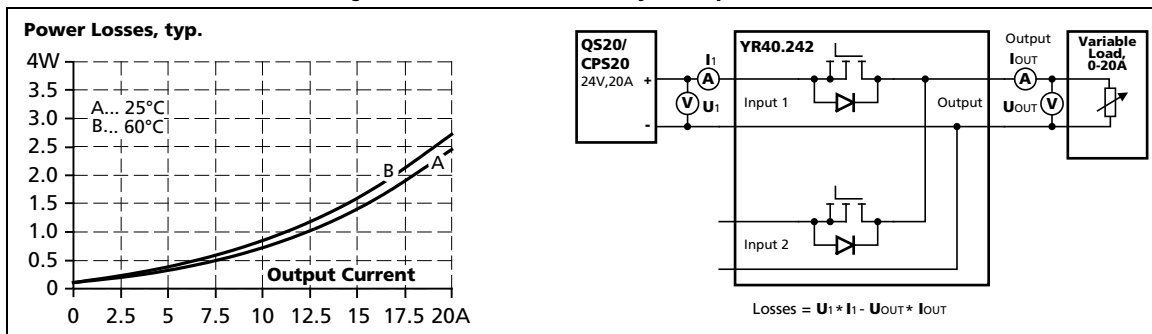 Power Losses, typ.
4W
3.5
3.0
2.5
2.0
1.5
1.0
0.5
0
A... 25°C
B... 60°C
B
A
Output Current
0 2.5 5 7.5 10 12.5 15 17.5 20A
QS20/
CPS20
24V,20A
+
-
I1
A
V U1
YR40.242
Input 1
Output
Input 2
Output
IOUT
A
UOUT V
Variable
Load,
0-20A
Losses = U1 * I1 - UOUT * IOUT